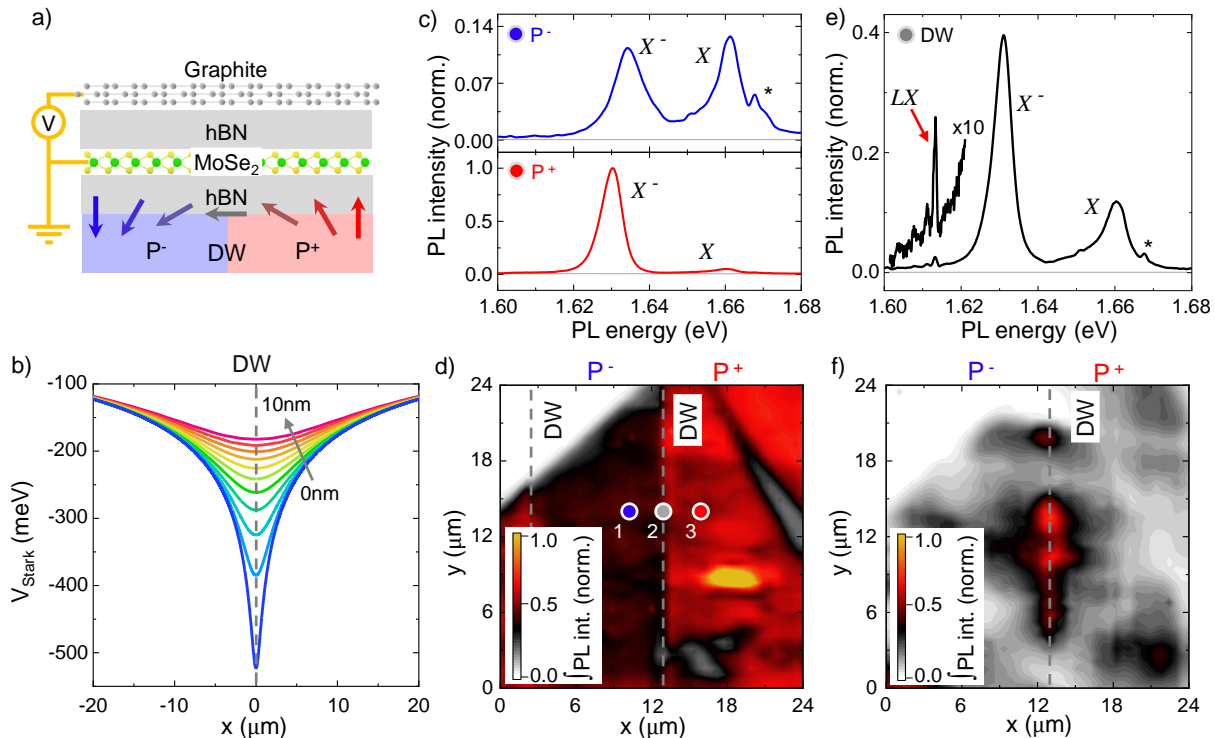 a)
Graphite
V
hBN
MoSe2
hBN
P- DW P+
b)
DW
VStark (meV)
-100
-200
-300
-400
-500
10nm
0nm
-20 -10 0 10 20
x (μm)
c)
PL intensity (norm.)
P-
X-
X
*
0.14
0.07
0.00
P+
X-
X
1.0
0.5
0.0
1.60 1.62 1.64 1.66 1.68
PL energy (eV)
d)
P- P+
DW
DW
y (μm)
24
18
12
6
0
1 2 3
1.0
0.5
0.0
∫PL int. (norm.)
0 6 12 18 24
x (μm)
e)
DW
PL intensity (norm.)
0.4
0.2
0.0
LX
x10
X-
X
*
1.60 1.62 1.64 1.66 1.68
PL energy (eV)
f)
P- P+
DW
y (μm)
24
18
12
6
0
1.0
0.5
0.0
∫PL int. (norm.)
0 6 12 18 24
x (μm)